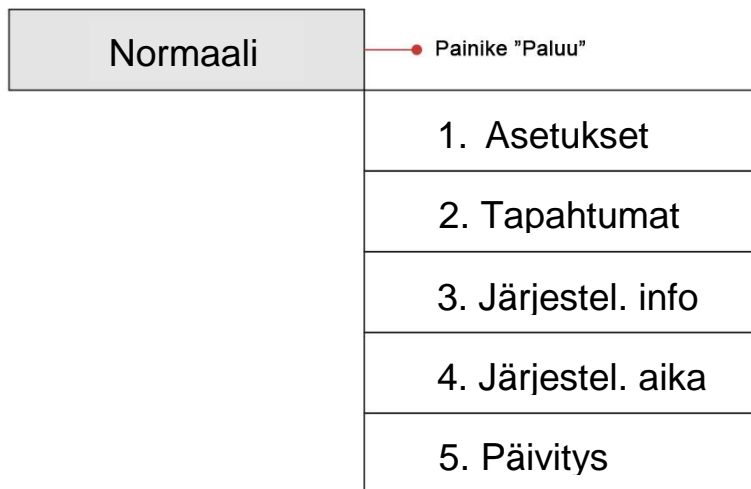 Normaali
Painike ”Paluu”
1. Asetukset
2. Tapahtumat
3. Järjestel. info
4. Järjestel. aika
5. Päivitys